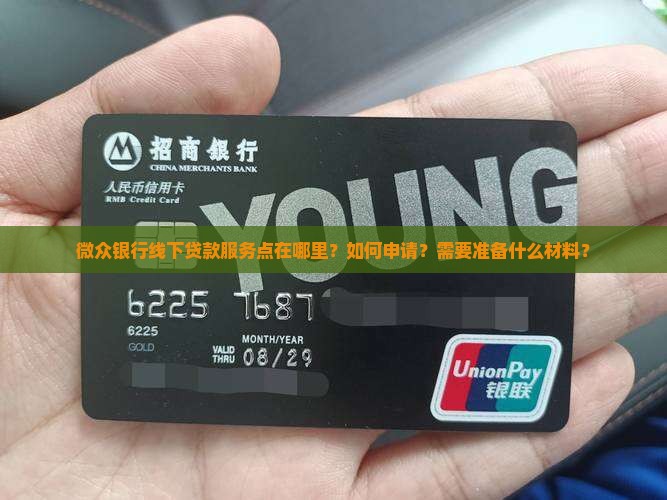 招商银行
CHINA MERCHANTS BANK
人民币信用卡
RMB Credit Card
YOUNG
微众银行线下贷款服务点在哪里？如何申请？需要准备什么材料？
6225 7687
6225
GOLD
VALID THRU
MONTH/YEAR
08/29
UnionPay
银联